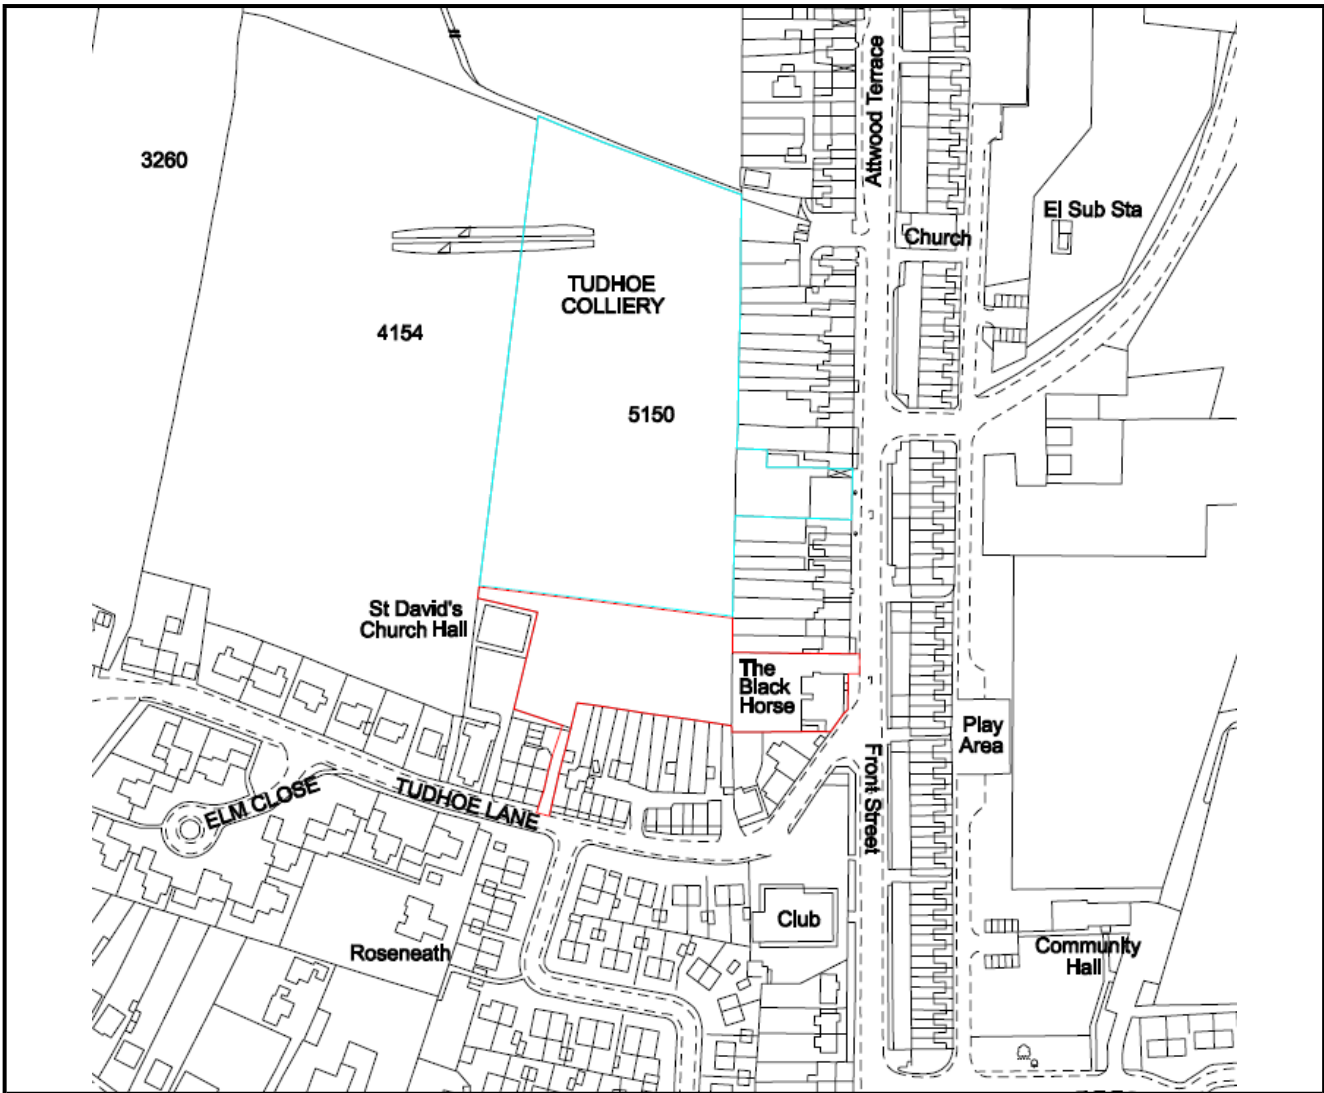 Attwood Terrace
3260
El Sub Sta
Church
TUDHOE
COLLIERY
4154
5150
St David's
Church Hall
The
Black
Horse
Play
Area
Front Street
ELM CLOSE
TUDHOE LANE
Club
Roseneath
Community
Hall